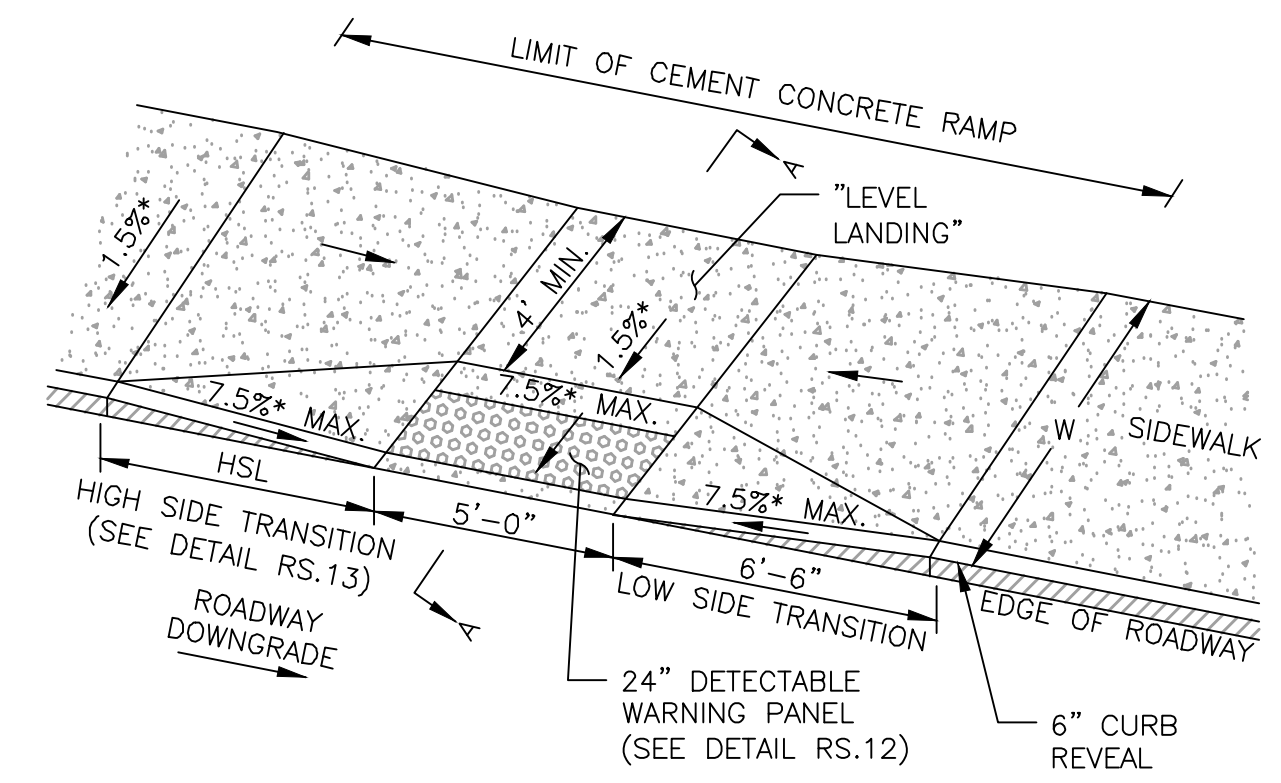 LIMIT OF CEMENT CONCRETE RAMP
A
"LEVEL
LANDING"
1.5%*
4' MIN.
1.5%*
7.5%* MAX.
7.5%* MAX.
W
SIDEWALK
7.5%* MAX.
HSL
HIGH SIDE TRANSITION
(SEE DETAIL RS.13)
5'-0"
6'-6"
LOW SIDE TRANSITION
EDGE OF ROADWAY
ROADWAY
DOWNGRADE
A
24" DETECTABLE
WARNING PANEL
(SEE DETAIL RS.12)
6" CURB
REVEAL